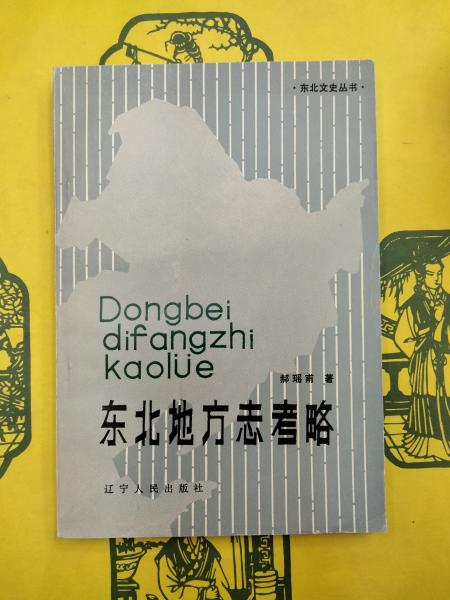 ·东北文史丛书·
Dongbei
difangzhi
kaolüe
郝瑶甫 著
东北地方志考略
辽宁人民出版社